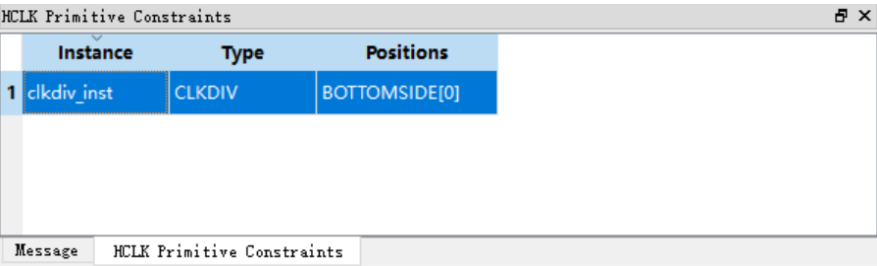 HCLK Primitive Constraints
Instance Type Positions
1 clkdiv_inst CLKDIV BOTTOMSIDE[0]
Message HCLK Primitive Constraints